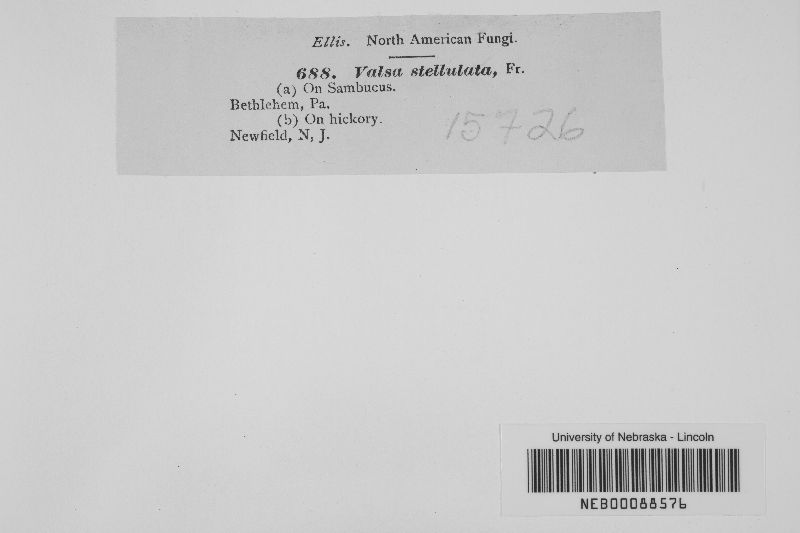 Ellis. North American Fungi.
688. Valsa stellulata, Fr.
(a) On Sambucus.
Bethlehem, Pa.
(b) On hickory.
Newfield, N, J.
15726
University of Nebraska - Lincoln
NEB00088576